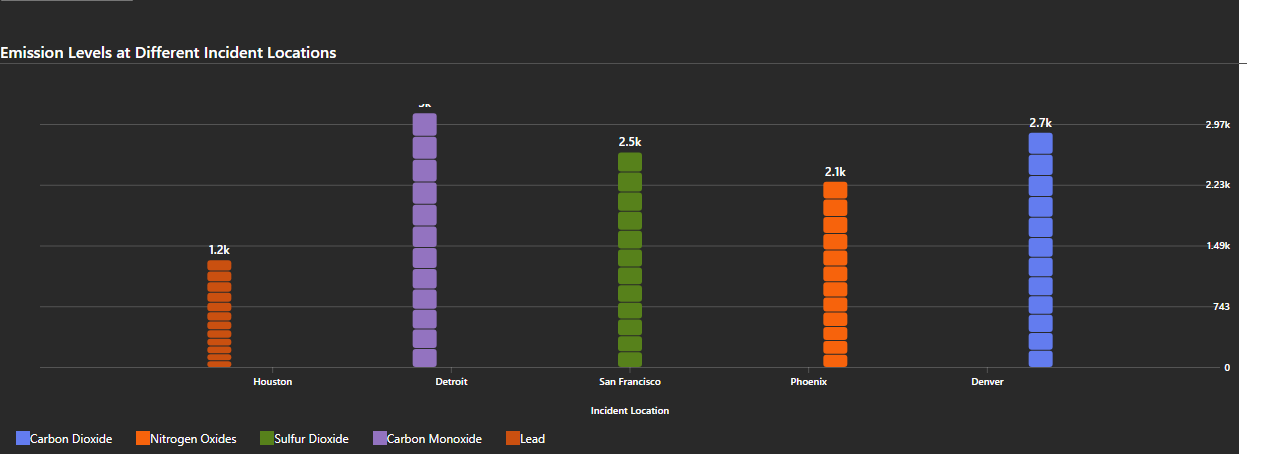 Emission Levels at Different Incident Locations
2.7k
2.97k
2.5k
2.1k
2.23k
1.2k
1.49k
743
0
Houston Detroit San Francisco Phoenix Denver
Incident Location
Carbon Dioxide Nitrogen Oxides Sulfur Dioxide Carbon Monoxide Lead